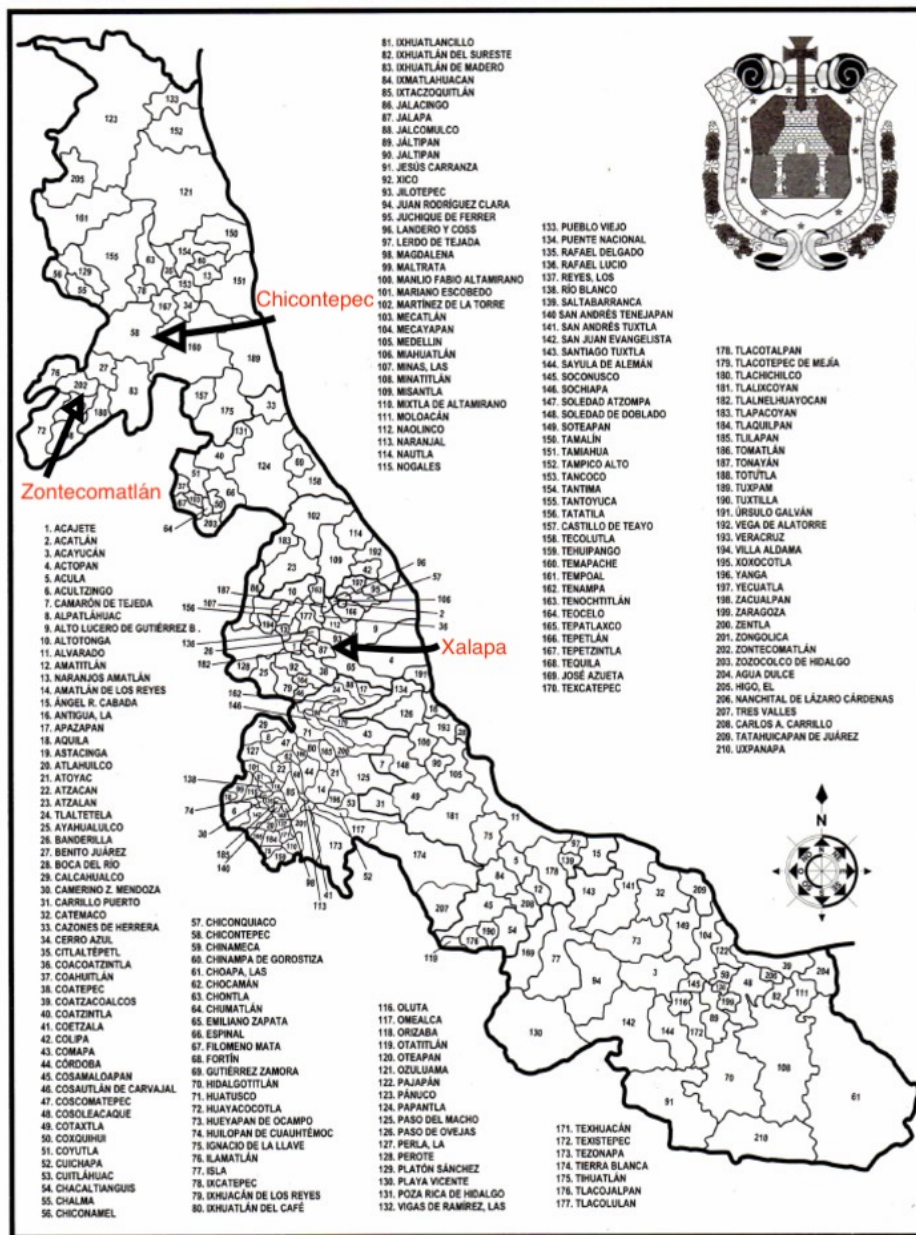 81. IXHUATLANCILLO
82. IXHUATLÁN DEL SURESTE
83. IXHUATLÁN DE MADERO
84. IXMATLAHUACAN
85. IXTACZOQUITLÁN
86. JALACINGO
87. JALAPA
88. JALCOMULCO
89. JÁLTIPAN
90. JALTIPAN
91. JESÚS CARRANZA
92. XICO
93. JILOTEPEC
94. JUAN RODRÍGUEZ CLARA
95. JUCHIQUE DE FERRER
96. LANDERO Y COSS
97. LERDO DE TEJADA
98. MAGDALENA
99. MALTRATA
100. MANLIO FABIO ALTAMIRANO
101. MARIANO ESCOBEDO
102. MARTÍNEZ DE LA TORRE
103. MECATLÁN
104. MECAYAPAN
105. MEDELLIN
106. MIAHUATLÁN
107. MINAS, LAS
108. MINATITLÁN
109. MISANTLA
110. MIXTLA DE ALTAMIRANO
111. MOLOACÁN
112. NAOLINCO
113. NARANJAL
114. NAUTLA
115. NOGALES
133. PUEBLO VIEJO
134. PUENTE NACIONAL
135. RAFAEL DELGADO
136. RAFAEL LUCIO
137. REYES, LOS
138. RÍO BLANCO
139. SALTABARRANCA
140 SAN ANDRÉS TENEJAPAN
141. SAN ANDRÉS TUXTLA
142. SAN JUAN EVANGELISTA
143. SANTIAGO TUXTLA
144. SAYULA DE ALEMÁN
145. SOCONUSCO
146. SOCHIAPA
147. SOLEDAD ATZOMPA
148. SOLEDAD DE DOBLADO
149. SOTEAPAN
150. TAMALÍN
151. TAMIAHUA
152. TAMPICO ALTO
153. TANCOCO
154. TANTIMA
155. TANTOYUCA
156. TATATILA
157. CASTILLO DE TEAYO
158. TECOLUTLA
159. TEHUIPANGO
160. TEMAPACHE
161. TEMPOAL
162. TENAMPA
163. TENOCHTITLÁN
164. TEOCELO
165. TEPATLAXCO
166. TEPETLÁN
167. TEPETZINTLA
168. TEQUILA
169. JOSÉ AZUETA
170. TEXCATEPEC
178. TLACOTALPAN
179. TLACOTEPEC DE MEJÍA
180. TLACHICHILCO
181. TLALIXCOYAN
182. TLALNELHUAYOCAN
183. TLAPACOYAN
184. TLAQUILPAN
185. TLILAPAN
186. TOMATLÁN
187. TONAYÁN
188. TOTUTLA
189. TUXPAM
190. TUXTILLA
191. ÚRSULO GALVÁN
192. VEGA DE ALATORRE
193. VERACRUZ
194. VILLA ALDAMA
195. XOXOCOTLA
196. YANGA
197. YECUATLA
198. ZACUALPAN
199. ZARAGOZA
200. ZENTLA
201. ZONGOLICA
202. ZONTECOMATLÁN
203. ZOZOCOLCO DE HIDALGO
204. AGUA DULCE
205. HIGO, EL
206. NANCHITAL DE LÁZARO CÁRDENAS
207. TRES VALLES
208. CARLOS A. CARRILLO
209. TATAHUICAPAN DE JUÁREZ
210. UXPANAPA
Chicontepec
Zontecomatlán
Xalapa
N
1. ACAJETE
2. ACATLÁN
3. ACAYUCÁN
4. ACTOPAN
5. ACULA
6. ACULTZINGO
7. CAMARÓN DE TEJEDA
8. ALPATLÁHUAC
9. ALTO LUCERO DE GUTIÉRREZ B .
10. ALTOTONGA
11. ALVARADO
12. AMATITLÁN
13. NARANJOS AMATLÁN
14. AMATLÁN DE LOS REYES
15. ÁNGEL R. CABADA
16. ANTIGUA, LA
17. APAZAPAN
18. AQUILA
19. ASTACINGA
20. ATLAHUILCO
21. ATOYAC
22. ATZACAN
23. ATZALAN
24. TLALTETELA
25. AYAHUALULCO
26. BANDERILLA
27. BENITO JUÁREZ
28. BOCA DEL RÍO
29. CALCAHUALCO
30. CAMERINO Z. MENDOZA
31. CARRILLO PUERTO
32. CATEMACO
33. CAZONES DE HERRERA
34. CERRO AZUL
35. CITLALTÉPETL
36. COACOATZINTLA
37. COAHUITLÁN
38. COATEPEC
39. COATZACOALCOS
40. COATZINTLA
41. COETZALA
42. COLIPA
43. COMAPA
44. CÓRDOBA
45. COSAMALOAPAN
46. COSAUTLÁN DE CARVAJAL
47. COSCOMATEPEC
48. COSOLEACAQUE
49. COTAXTLA
50. COXQUIHUI
51. COYUTLA
52. CUICHAPA
53. CUITLÁHUAC
54. CHACALTIANGUIS
55. CHALMA
56. CHICONAMEL
57. CHICONQUIACO
58. CHICONTEPEC
59. CHINAMECA
60. CHINAMPA DE GOROSTIZA
61. CHOAPA, LAS
62. CHOCAMÁN
63. CHONTLA
64. CHUMATLÁN
65. EMILIANO ZAPATA
66. ESPINAL
67. FILOMENO MATA
68. FORTÍN
69. GUTIÉRREZ ZAMORA
70. HIDALGOTITLÁN
71. HUATUSCO
72. HUAYACOCOTLA
73. HUEYAPAN DE OCAMPO
74. HUILOPAN DE CUAUHTÉMOC
75. IGNACIO DE LA LLAVE
76. ILAMATLÁN
77. ISLA
78. IXCATEPEC
79. IXHUACÁN DE LOS REYES
80. IXHUATLÁN DEL CAFÉ
116. OLUTA
117. OMEALCA
118. ORIZABA
119. OTATITLÁN
120. OTEAPAN
121. OZULUAMA
122. PAJAPÁN
123. PÁNUCO
124. PAPANTLA
125. PASO DEL MACHO
126. PASO DE OVEJAS
127. PERLA, LA
128. PEROTE
129. PLATÓN SÁNCHEZ
130. PLAYA VICENTE
131. POZA RICA DE HIDALGO
132. VIGAS DE RAMÍREZ, LAS
171. TEXHUACÁN
172. TEXISTEPEC
173. TEZONAPA
174. TIERRA BLANCA
175. TIHUATLÁN
176. TLACOJALPAN
177. TLACOLULAN